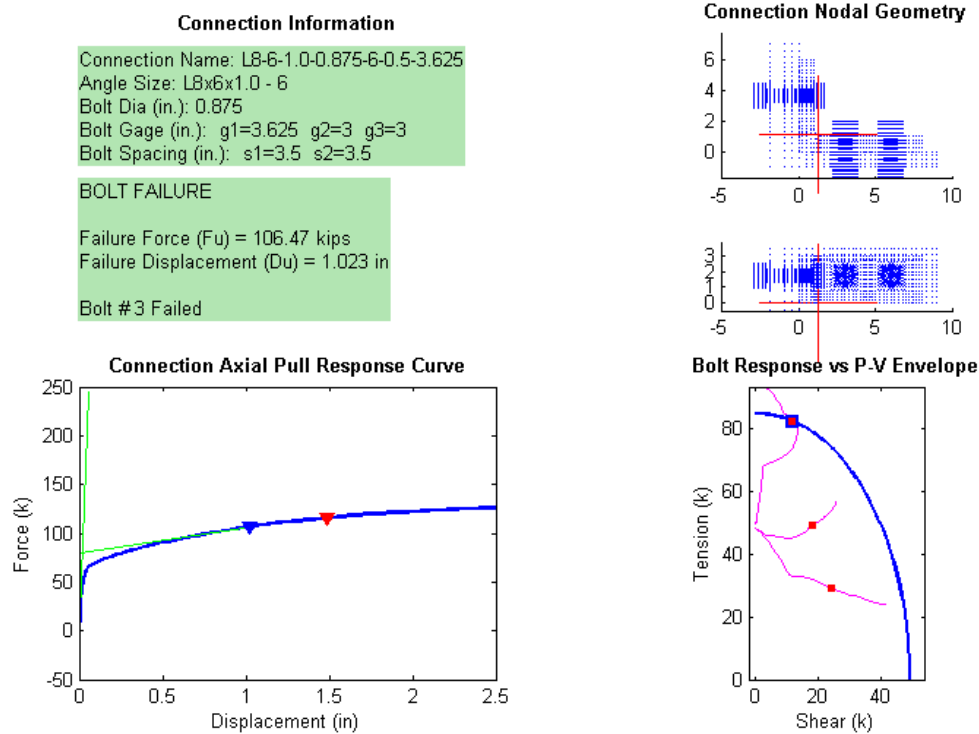 Connection Information
Connection Name: L8-6-1.0-0.875-6-0.5-3.625
Angle Size: L8x6x1.0 - 6
Bolt Dia (in.): 0.875
Bolt Gage (in.):  g1=3.625  g2=3  g3=3
Bolt Spacing (in.):  s1=3.5  s2=3.5
BOLT FAILURE
Failure Force (Fu) = 106.47 kips
Failure Displacement (Du) = 1.023 in
Bolt #3 Failed
Connection Nodal Geometry
6
4
2
0
-5 0 5 10
3
2
1
0
-5 0 5 10
Connection Axial Pull Response Curve
250
200
150
100
50
0
-50
0 0.5 1 1.5 2 2.5
Force (k)
Displacement (in)
Bolt Response vs P-V Envelope
80
60
40
20
0
0 20 40
Tension (k)
Shear (k)